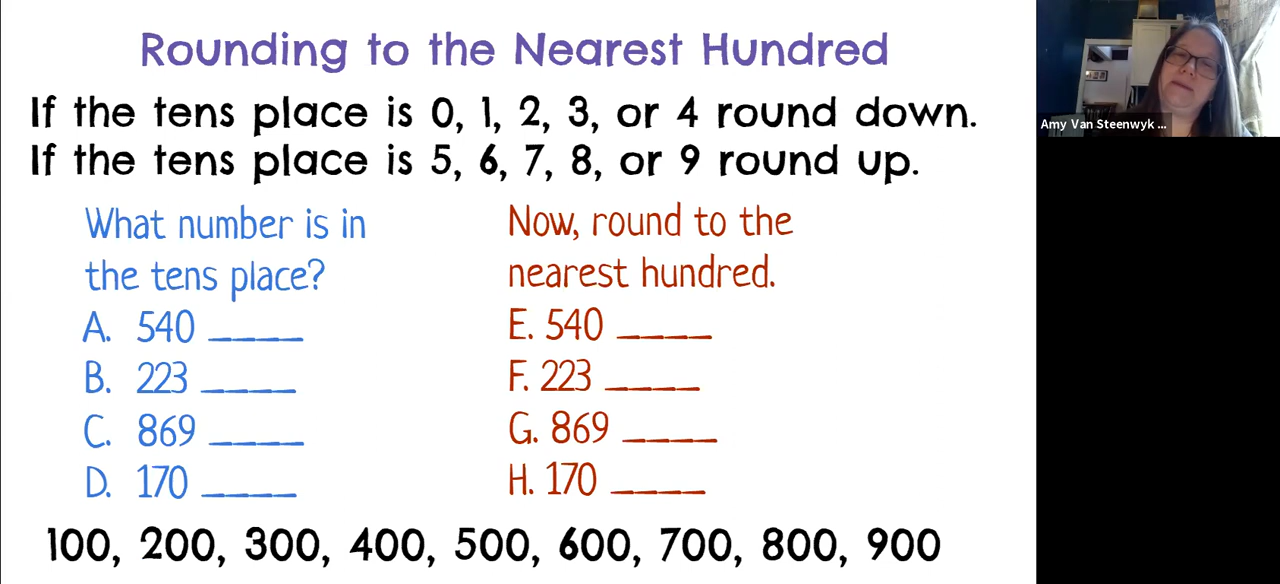 Rounding to the Nearest Hundred
If the tens place is 0, 1, 2, 3, or 4 round down.
If the tens place is 5, 6, 7, 8, or 9 round up.
What number is in
the tens place?
A. 540 ____
B. 223 ____
C. 869 ____
D. 170 ____
Now, round to the
nearest hundred.
E. 540 ____
F. 223 ____
G. 869 ____
H. 170 ____
100, 200, 300, 400, 500, 600, 700, 800, 900
Amy Van Steenwyk ...